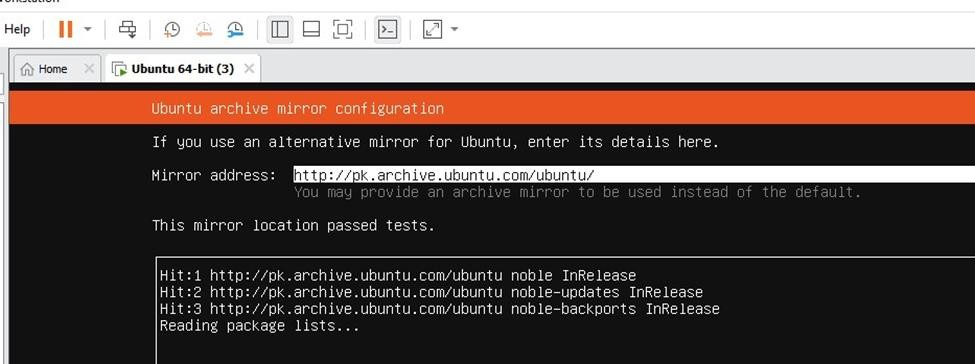 Help
Home
Ubuntu 64-bit (3)
Ubuntu archive mirror configuration
If you use an alternative mirror for Ubuntu, enter its details here.
Mirror address: http://pk.archive.ubuntu.com/ubuntu/
You may provide an archive mirror to be used instead of the default.
This mirror location passed tests.
Hit:1 http://pk.archive.ubuntu.com/ubuntu noble InRelease
Hit:2 http://pk.archive.ubuntu.com/ubuntu noble-updates InRelease
Hit:3 http://pk.archive.ubuntu.com/ubuntu noble-backports InRelease
Reading package lists...